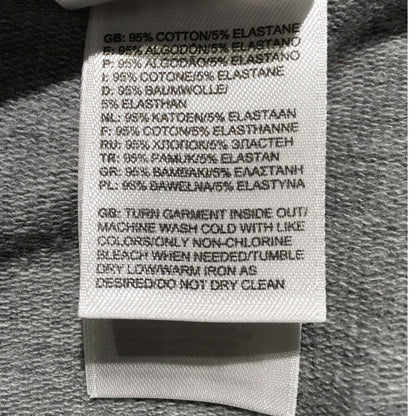 GB: 95% COTTON/5% ELASTANE
E: 95% ALGODÓN/5% ELASTANO
P: 95% ALGODÃO/5% ELASTANO
I: 95% COTONE/5% ELASTANE
D: 95% BAUMWOLLE/
5% ELASTHAN
NL: 95% KATOEN/5% ELASTAAN
F: 95% COTON/5% ELASTHANNE
RU: 95% ХЛОПОК/5% ЭЛАСТЕН
TR: 95% PAMUK/5% ELASTAN
GR: 95% BAMBAKI/5% ΕΛΑΣΤΑΝΗ
PL: 95% BAWEŁNA/5% ELASTYNA
GB: TURN GARMENT INSIDE OUT/
MACHINE WASH COLD WITH LIKE
COLORS/ONLY NON-CHLORINE
BLEACH WHEN NEEDED/TUMBLE
DRY LOW/WARM IRON AS
DESIRED/DO NOT DRY CLEAN